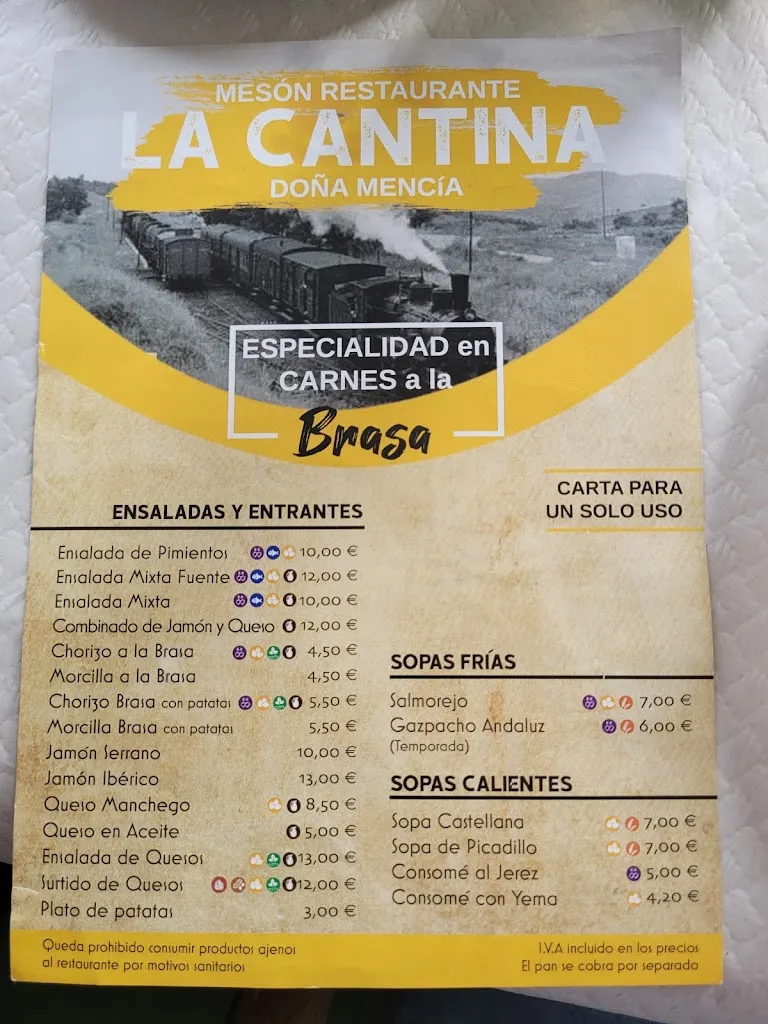 MESÓN RESTAURANTE
LA CANTINA
DOÑA MENCíA
ESPECIALIDAD en
CARNES a la
Brasa
CARTA PARA
UN SOLO USO
ENSALADAS Y ENTRANTES
Ensalada de Pimientos 10,00 €
Ensalada Mixta Fuente 12,00 €
Ensalada Mixta 10,00 €
Combinado de Jamón y Queso 12,00 €
Chorizo a la Brasa 4,50 €
Morcilla a la Brasa 4,50 €
Chorizo Brasa con patatas 5,50 €
Morcilla Brasa con patatas 5,50 €
Jamón Serrano 10,00 €
Jamón Ibérico 13,00 €
Queso Manchego 8,50 €
Queso en Aceite 5,00 €
Ensalada de Quesos 13,00 €
Surtido de Quesos 12,00 €
Plato de patatas 3,00 €
SOPAS FRÍAS
Salmorejo 7,00 €
Gazpacho Andaluz 6,00 €
(Temporada)
SOPAS CALIENTES
Sopa Castellana 7,00 €
Sopa de Picadillo 7,00 €
Consomé al Jerez 5,00 €
Consomé con Yema 4,20 €
Queda prohibido consumir productos ajenos
al restaurante por motivos sanitarios
I.V.A incluido en los precios
El pan se cobra por separado